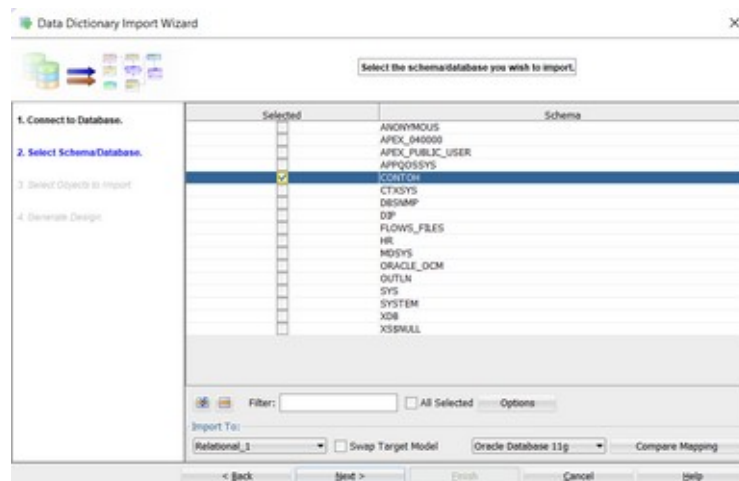 Data Dictionary Import Wizard
Select the schema/database you wish to import.
1. Connect to Database.
2. Select Schema/Database.
3. Select Objects to Import
4. Generate Design
Selected Schema
ANONYMOUS
APEX_040000
APEX_PUBLIC_USER
APPQOSSYS
CONTOH
CTXSYS
DBSNMP
DIP
FLOWS_FILES
HR
MDSYS
ORACLE_OCM
OUTLN
SYS
SYSTEM
XDB
XS$NULL
Filter: All Selected Options
Import To:
Relational_1 Swap Target Model Oracle Database 11g Compare Mapping
< Back Next > Finish Cancel Help